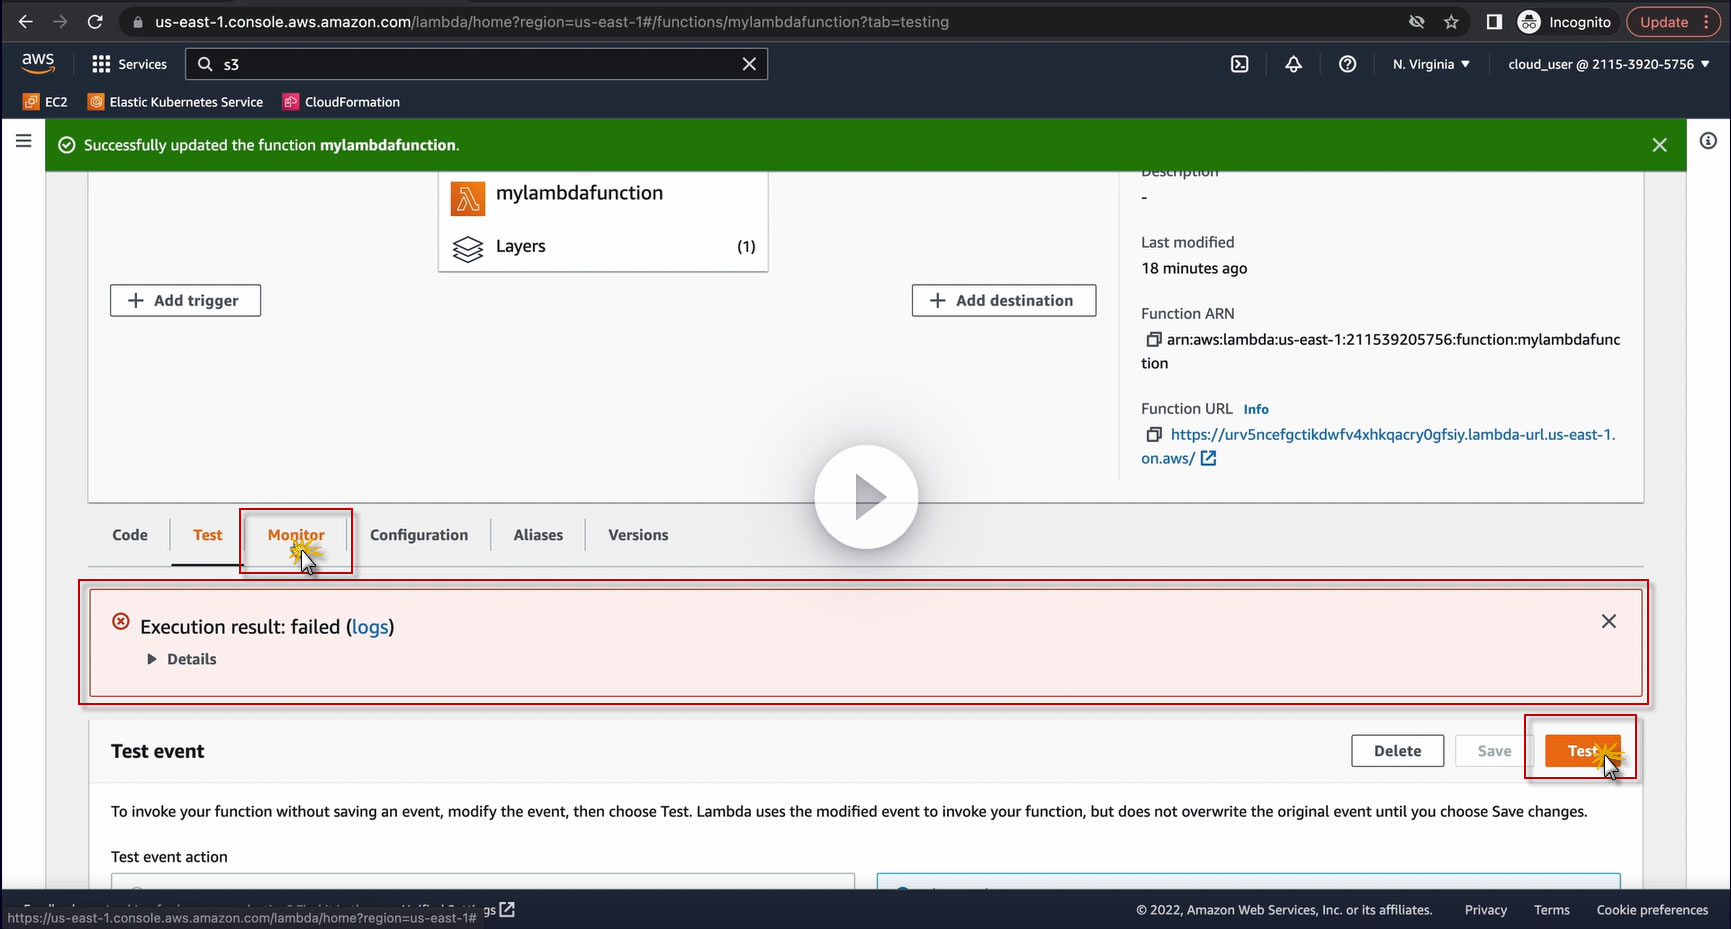 us-east-1.console.aws.amazon.com/lambda/home?region=us-east-1#/functions/mylambdafunction?tab=testing
Incognito
Update
aws
Services
s3
N. Virginia
cloud_user @ 2115-3920-5756
EC2
Elastic Kubernetes Service
CloudFormation
Successfully updated the function mylambdafunction.
mylambdafunction
Layers
(1)
Add trigger
Add destination
Description
-
Last modified
18 minutes ago
Function ARN
arn:aws:lambda:us-east-1:211539205756:function:mylambdafunc
tion
Function URL Info
https://urv5ncefgctikdwfv4xhkqacry0gfsiy.lambda-url.us-east-1.
on.aws/
Code
Test
Monitor
Configuration
Aliases
Versions
Execution result: failed (logs)
Details
Test event
Delete
Save
Test
To invoke your function without saving an event, modify the event, then choose Test. Lambda uses the modified event to invoke your function, but does not overwrite the original event until you choose Save changes.
Test event action
https://us-east-1.console.aws.amazon.com/lambda/home?region=us-east-1#
© 2022, Amazon Web Services, Inc. or its affiliates.
Privacy
Terms
Cookie preferences